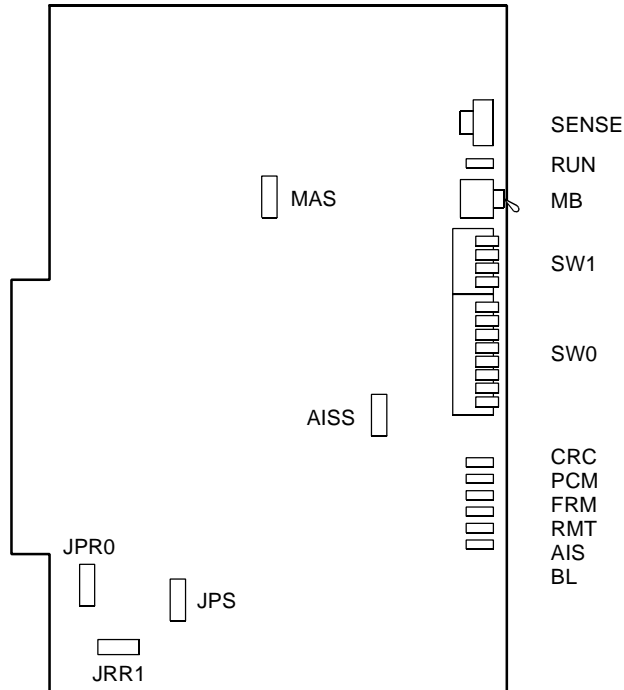 SENSE
RUN
MB
MAS
SW1
SW0
AISS
CRC
PCM
FRM
RMT
AIS
BL
JPR0
JPS
JRR1